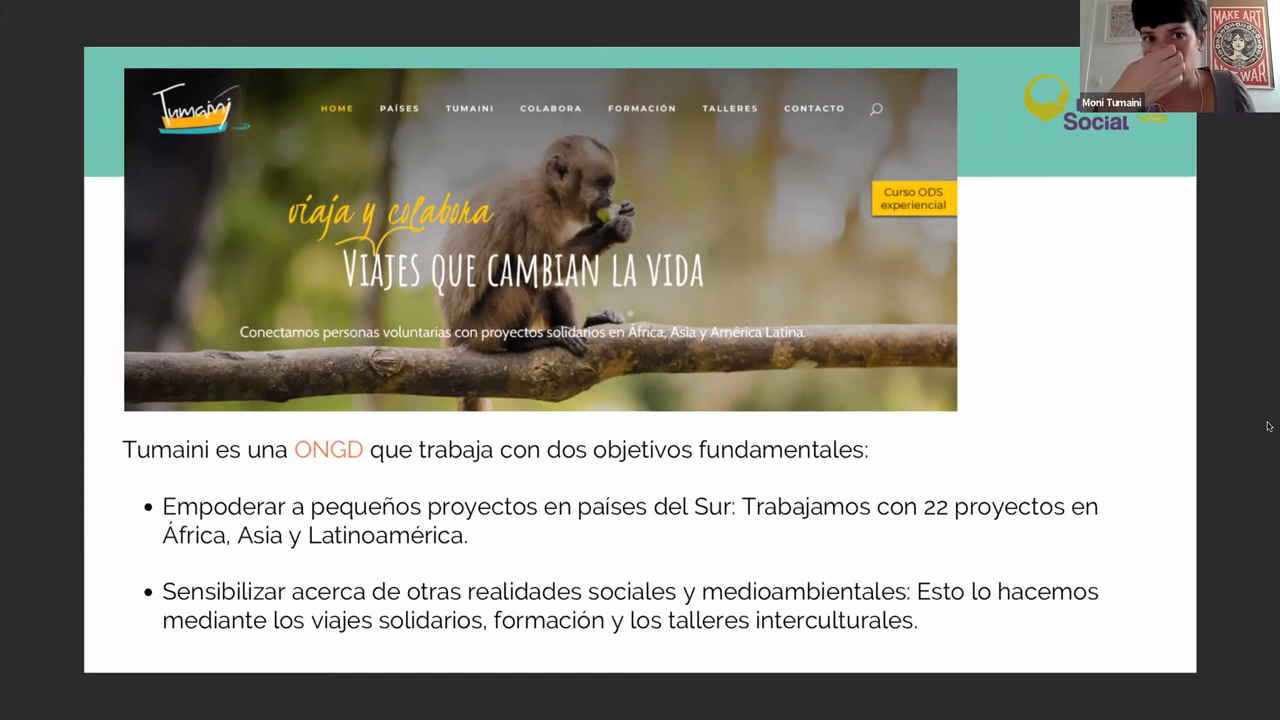 MAKE ART
WAR
Moni Tumaini
Social
Tumaini
HOME PAÍSES TUMAINI COLABORA FORMACIÓN TALLERES CONTACTO
Curso ODS
experiencial
viaja y colabora
VIAJES QUE CAMBIAN LA VIDA
Conectamos personas voluntarias con proyectos solidarios en África, Asia y América Latina.
Tumaini es una ONGD que trabaja con dos objetivos fundamentales:
• Empoderar a pequeños proyectos en países del Sur: Trabajamos con 22 proyectos en
África, Asia y Latinoamérica.
• Sensibilizar acerca de otras realidades sociales y medioambientales: Esto lo hacemos
mediante los viajes solidarios, formación y los talleres interculturales.